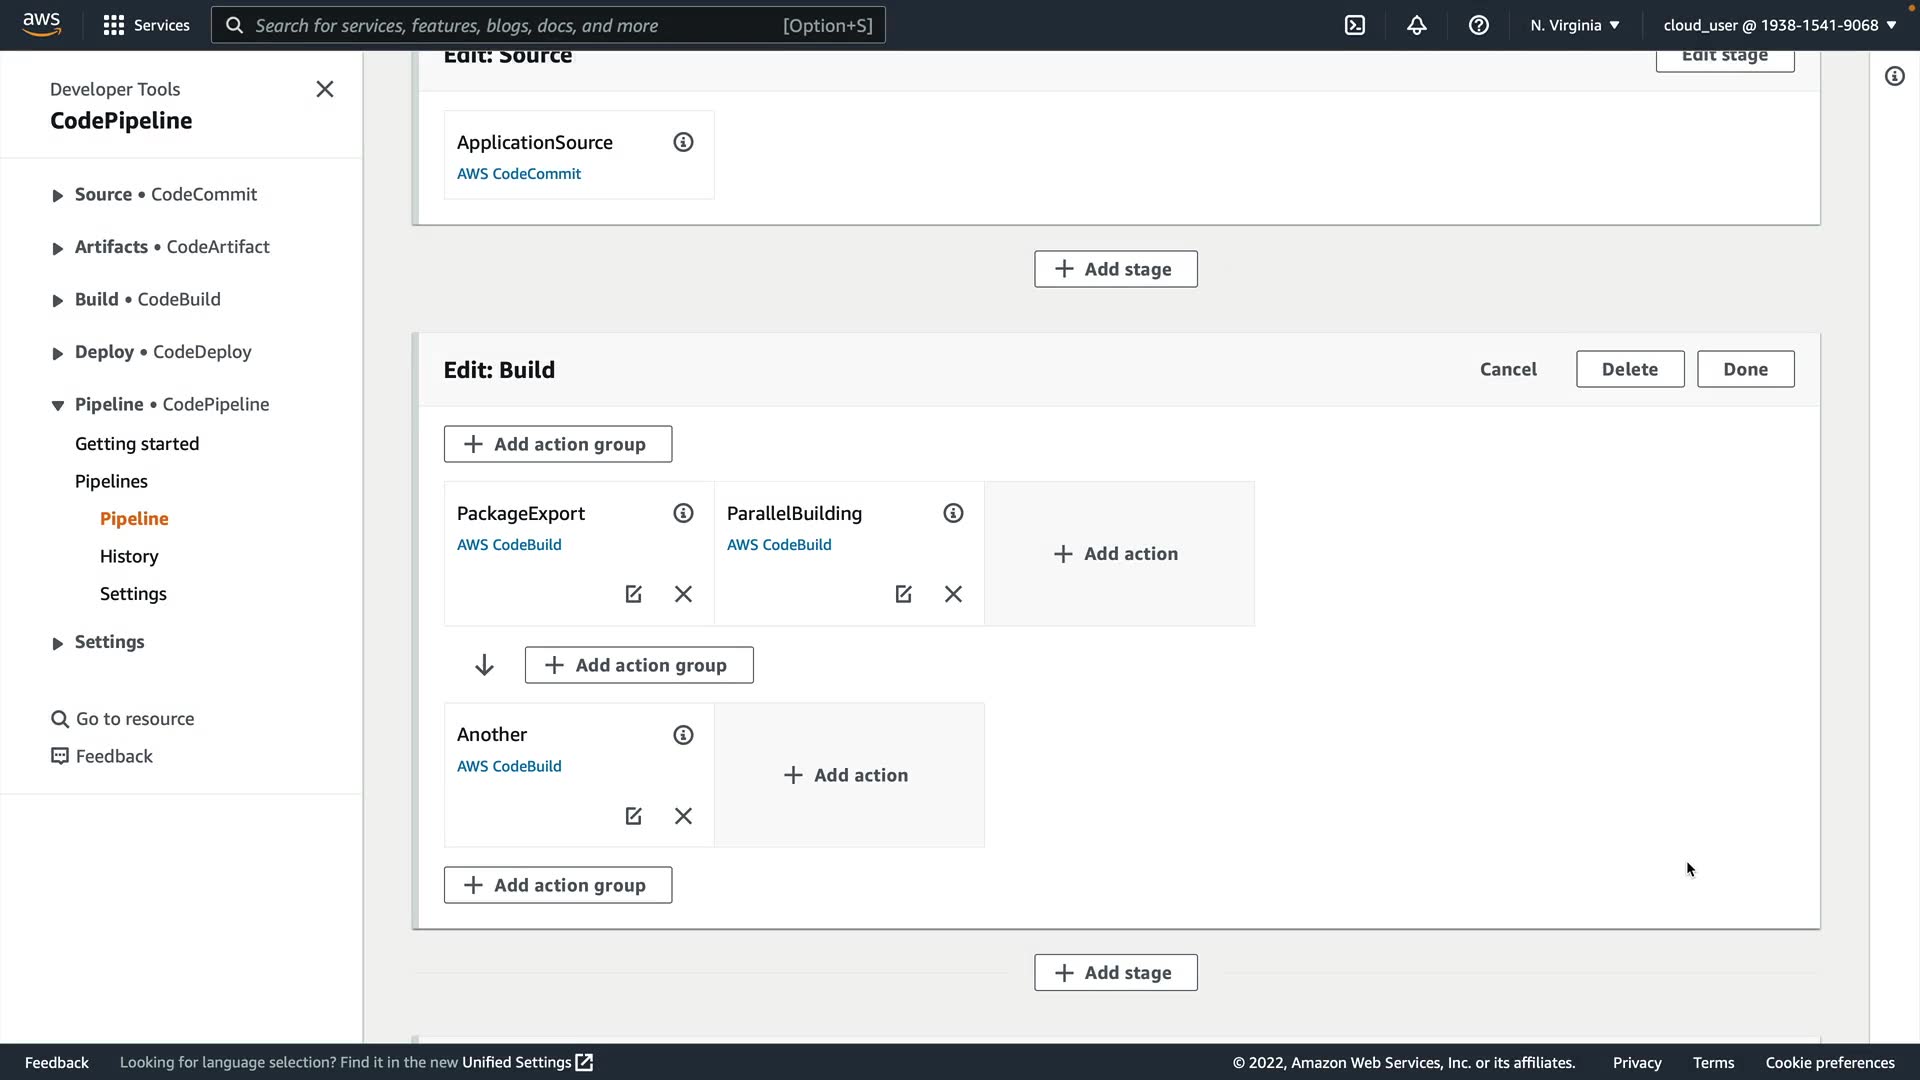 aws
Services
Search for services, features, blogs, docs, and more [Option+S]
N. Virginia
cloud_user @ 1938-1541-9068
Developer Tools
CodePipeline
Source • CodeCommit
Artifacts • CodeArtifact
Build • CodeBuild
Deploy • CodeDeploy
Pipeline • CodePipeline
Getting started
Pipelines
Pipeline
History
Settings
Settings
Go to resource
Feedback
Edit: Source
Edit stage
ApplicationSource
AWS CodeCommit
Add stage
Edit: Build
Cancel
Delete
Done
Add action group
PackageExport
AWS CodeBuild
ParallelBuilding
AWS CodeBuild
Add action
Add action group
Another
AWS CodeBuild
Add action
Add action group
Add stage
Feedback
Looking for language selection? Find it in the new Unified Settings
© 2022, Amazon Web Services, Inc. or its affiliates.
Privacy
Terms
Cookie preferences